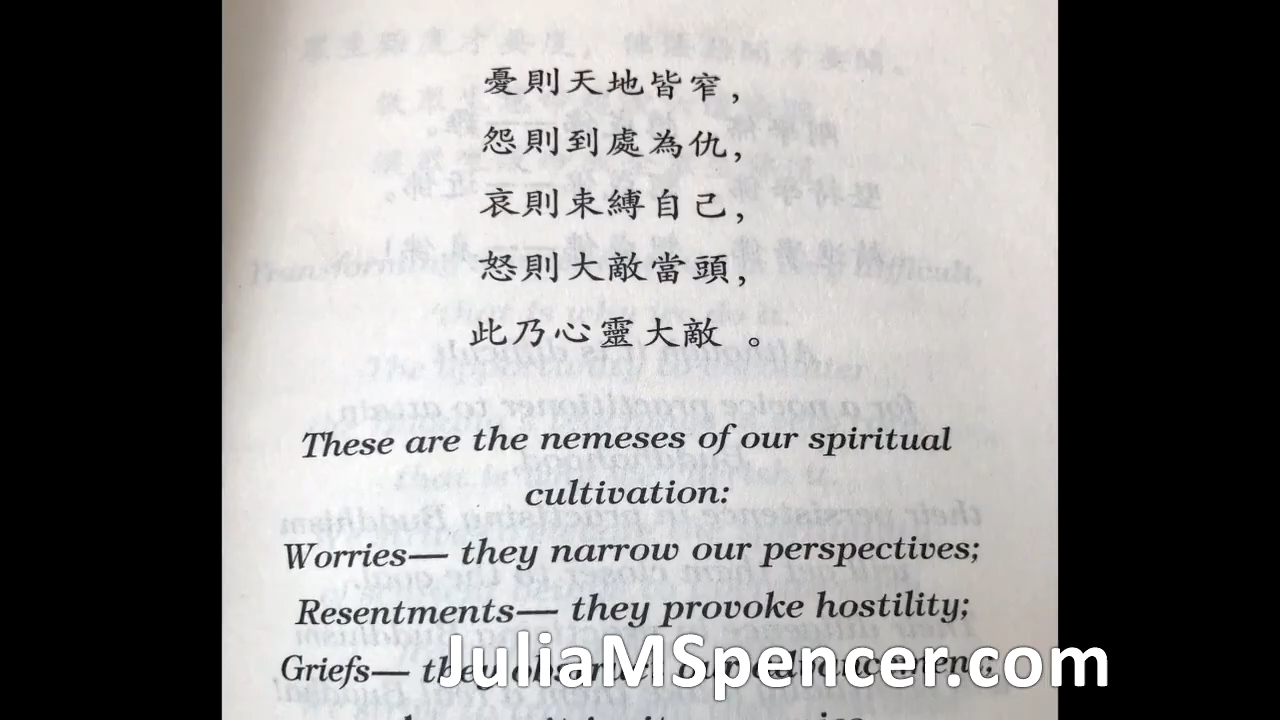 憂則天地皆窄，
怨則到處為仇，
哀則束縛自己，
怒則大敵當頭，
此乃心靈大敵 。
These are the nemeses of our spiritual
cultivation:
Worries— they narrow our perspectives;
Resentments— they provoke hostility;
Griefs— they our
JuliaMSpencer.com